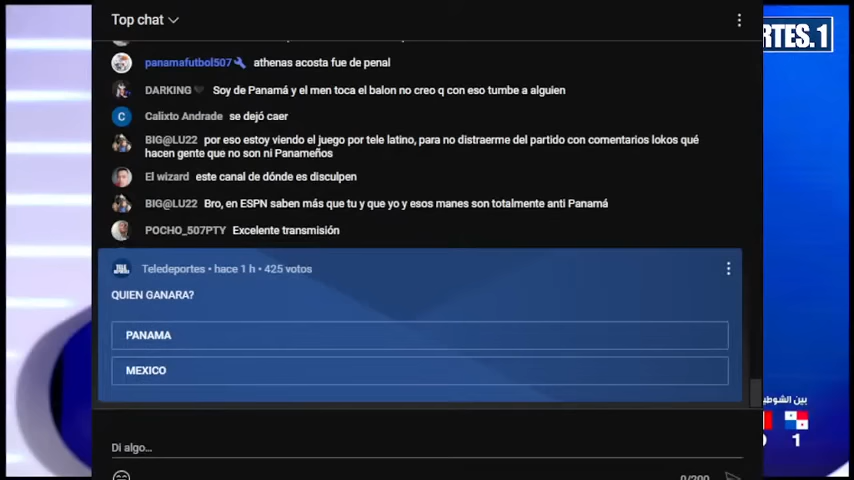 Top chat
RTES.1
panamafutbol507 athenas acosta fue de penal
DARKING🖤 Soy de Panamá y el men toca el balon no creo q con eso tumbe a alguien
C Calixto Andrade se dejó caer
BIG@LU22 por eso estoy viendo el juego por tele latino, para no distraerme del partido con comentarios lokos qué
hacen gente que no son ni Panameños
El wizard este canal de dónde es disculpen
BIG@LU22 Bro, en ESPN saben más que tu y que yo y esos manes son totalmente anti Panamá
POCHO_507PTY Excelente transmisión
Teledeportes • hace 1 h • 425 votos
QUIEN GANARA?
PANAMA
MEXICO
بين الشوطي
1
Di algo...
0/200